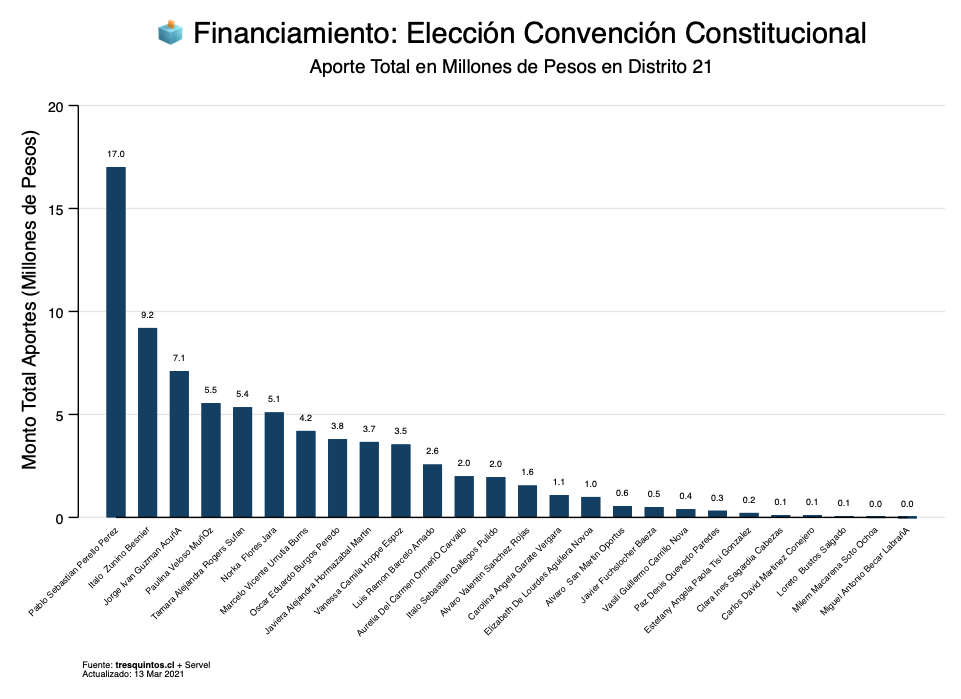 Financiamiento: Elección Convención Constitucional
Aporte Total en Millones de Pesos en Distrito 21
Monto Total Aportes (Millones de Pesos)
20
15
10
5
0
17.0
9.2
7.1
5.5
5.4
5.1
4.2
3.8
3.7
3.5
2.6
2.0
2.0
1.6
1.1
1.0
0.6
0.5
0.4
0.3
0.2
0.1
0.1
0.1
0.0
0.0
Pablo Sebastian Perello Perez
Italo Zunino Besnier
Jorge Ivan Guzman AcuñA
Paulina Veloso MuñOz
Tamara Alejandra Rogers Sufan
Norka Flores Jara
Marcelo Vicente Urrutia Burns
Oscar Eduardo Burgos Peredo
Javiera Alejandra Hormazabal Martin
Vanessa Camila Hoppe Espoz
Luis Ramon Barcelo Amado
Aurelia Del Carmen OrmeñO Carvallo
Italo Sebastian Gallegos Pulido
Alvaro Valentin Sanchez Rojas
Carolina Angela Garate Vergara
Elizabeth De Lourdes Aguilera Novoa
Alvaro San Martin Oportus
Javier Fuchslocher Baeza
Vasili Guillermo Carrillo Nova
Paz Denis Quevedo Paredes
Estefany Angela Paola Tisi Gonzalez
Clara Ines Sagardia Cabezas
Carlos David Martinez Conejero
Loreto Bustos Salgado
Milem Macarena Soto Ochoa
Miguel Antonio Becar LabrañA
Fuente: tresquintos.cl + Servel
Actualizado: 13 Mar 2021